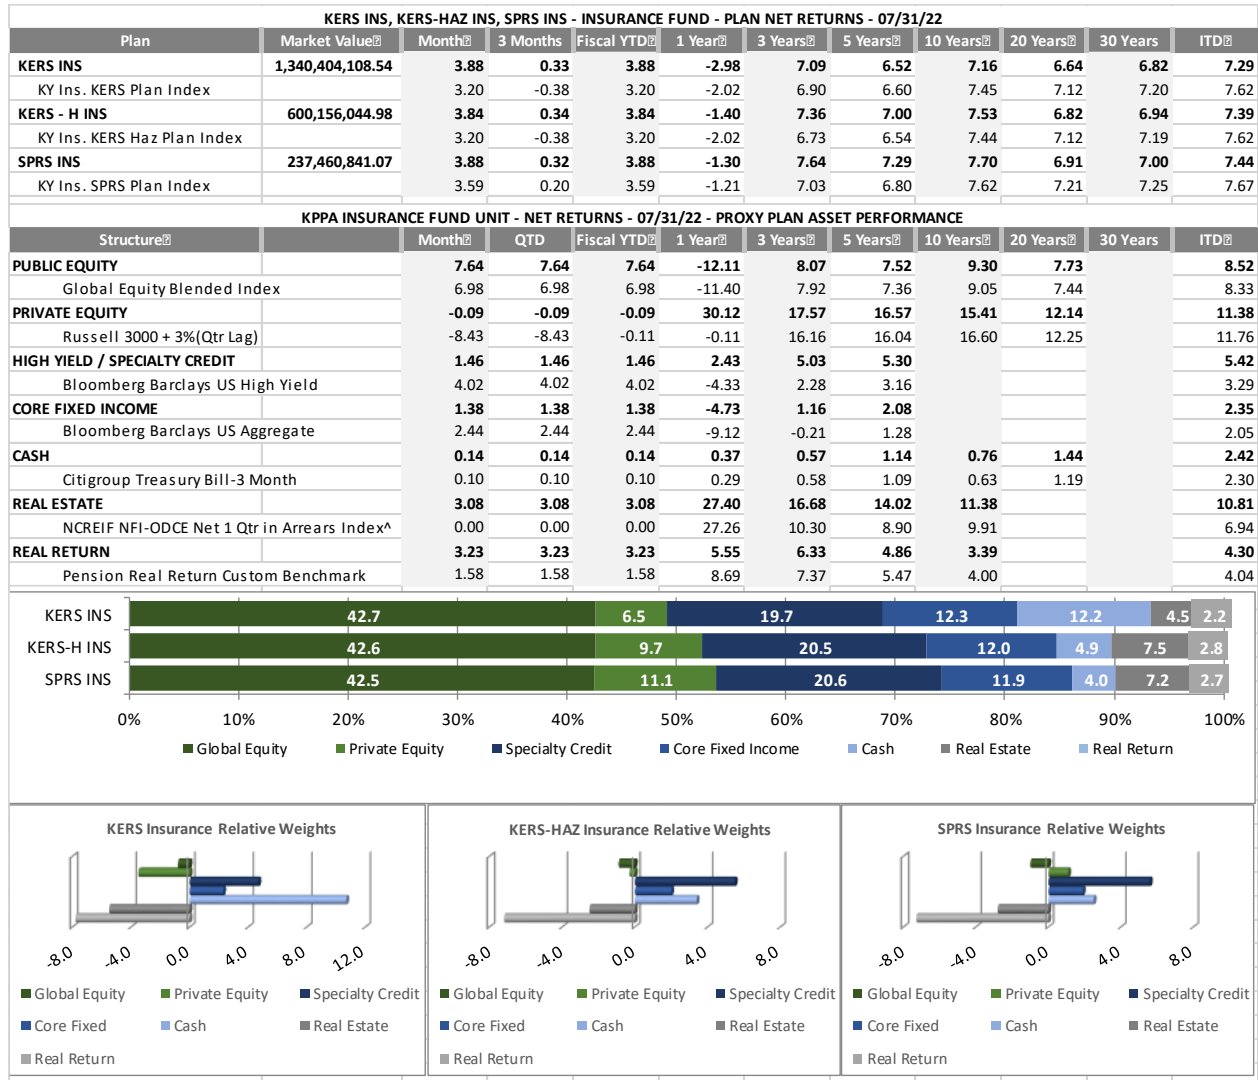 KERS INS, KERS-HAZ INS, SPRS INS - INSURANCE FUND - PLAN NET RETURNS - 07/31/22
Plan Market Value Month 3 Months Fiscal YTD 1 Year 3 Years 5 Years 10 Years 20 Years 30 Years ITD
KERS INS 1,340,404,108.54 3.88 0.33 3.88 -2.98 7.09 6.52 7.16 6.64 6.82 7.29
KY Ins. KERS Plan Index 3.20 -0.38 3.20 -2.02 6.90 6.60 7.45 7.12 7.20 7.62
KERS - H INS 600,156,044.98 3.84 0.34 3.84 -1.40 7.36 7.00 7.53 6.82 6.94 7.39
KY Ins. KERS Haz Plan Index 3.20 -0.38 3.20 -2.02 6.73 6.54 7.44 7.12 7.19 7.62
SPRS INS 237,460,841.07 3.88 0.32 3.88 -1.30 7.64 7.29 7.70 6.91 7.00 7.44
KY Ins. SPRS Plan Index 3.59 0.20 3.59 -1.21 7.03 6.80 7.62 7.21 7.25 7.67
KPPA INSURANCE FUND UNIT - NET RETURNS - 07/31/22 - PROXY PLAN ASSET PERFORMANCE
Structure Month QTD Fiscal YTD 1 Year 3 Years 5 Years 10 Years 20 Years 30 Years ITD
PUBLIC EQUITY 7.64 7.64 7.64 -12.11 8.07 7.52 9.30 7.73 8.52
Global Equity Blended Index 6.98 6.98 6.98 -11.40 7.92 7.36 9.05 7.44 8.33
PRIVATE EQUITY -0.09 -0.09 -0.09 30.12 17.57 16.57 15.41 12.14 11.38
Russell 3000 + 3%(Qtr Lag) -8.43 -8.43 -0.11 -0.11 16.16 16.04 16.60 12.25 11.76
HIGH YIELD / SPECIALTY CREDIT 1.46 1.46 1.46 2.43 5.03 5.30 5.42
Bloomberg Barclays US High Yield 4.02 4.02 4.02 -4.33 2.28 3.16 3.29
CORE FIXED INCOME 1.38 1.38 1.38 -4.73 1.16 2.08 2.35
Bloomberg Barclays US Aggregate 2.44 2.44 2.44 -9.12 -0.21 1.28 2.05
CASH 0.14 0.14 0.14 0.37 0.57 1.14 0.76 1.44 2.42
Citigroup Treasury Bill-3 Month 0.10 0.10 0.10 0.29 0.58 1.09 0.63 1.19 2.30
REAL ESTATE 3.08 3.08 3.08 27.40 16.68 14.02 11.38 10.81
NCREIF NFI-ODCE Net 1 Qtr in Arrears Index^ 0.00 0.00 0.00 27.26 10.30 8.90 9.91 6.94
REAL RETURN 3.23 3.23 3.23 5.55 6.33 4.86 3.39 4.30
Pension Real Return Custom Benchmark 1.58 1.58 1.58 8.69 7.37 5.47 4.00 4.04
KERS INS 42.7 6.5 19.7 12.3 12.2 4.5 2.2
KERS-H INS 42.6 9.7 20.5 12.0 4.9 7.5 2.8
SPRS INS 42.5 11.1 20.6 11.9 4.0 7.2 2.7
0% 10% 20% 30% 40% 50% 60% 70% 80% 90% 100%
Global Equity Private Equity Specialty Credit Core Fixed Income Cash Real Estate Real Return
KERS Insurance Relative Weights
-8.0 -4.0 0.0 4.0 8.0 12.0
Global Equity Private Equity Specialty Credit
Core Fixed Cash Real Estate
Real Return
KERS-HAZ Insurance Relative Weights
-8.0 -4.0 0.0 4.0 8.0
Global Equity Private Equity Specialty Credit
Core Fixed Cash Real Estate
Real Return
SPRS Insurance Relative Weights
-8.0 -4.0 0.0 4.0 8.0
Global Equity Private Equity Specialty Credit
Core Fixed Cash Real Estate
Real Return